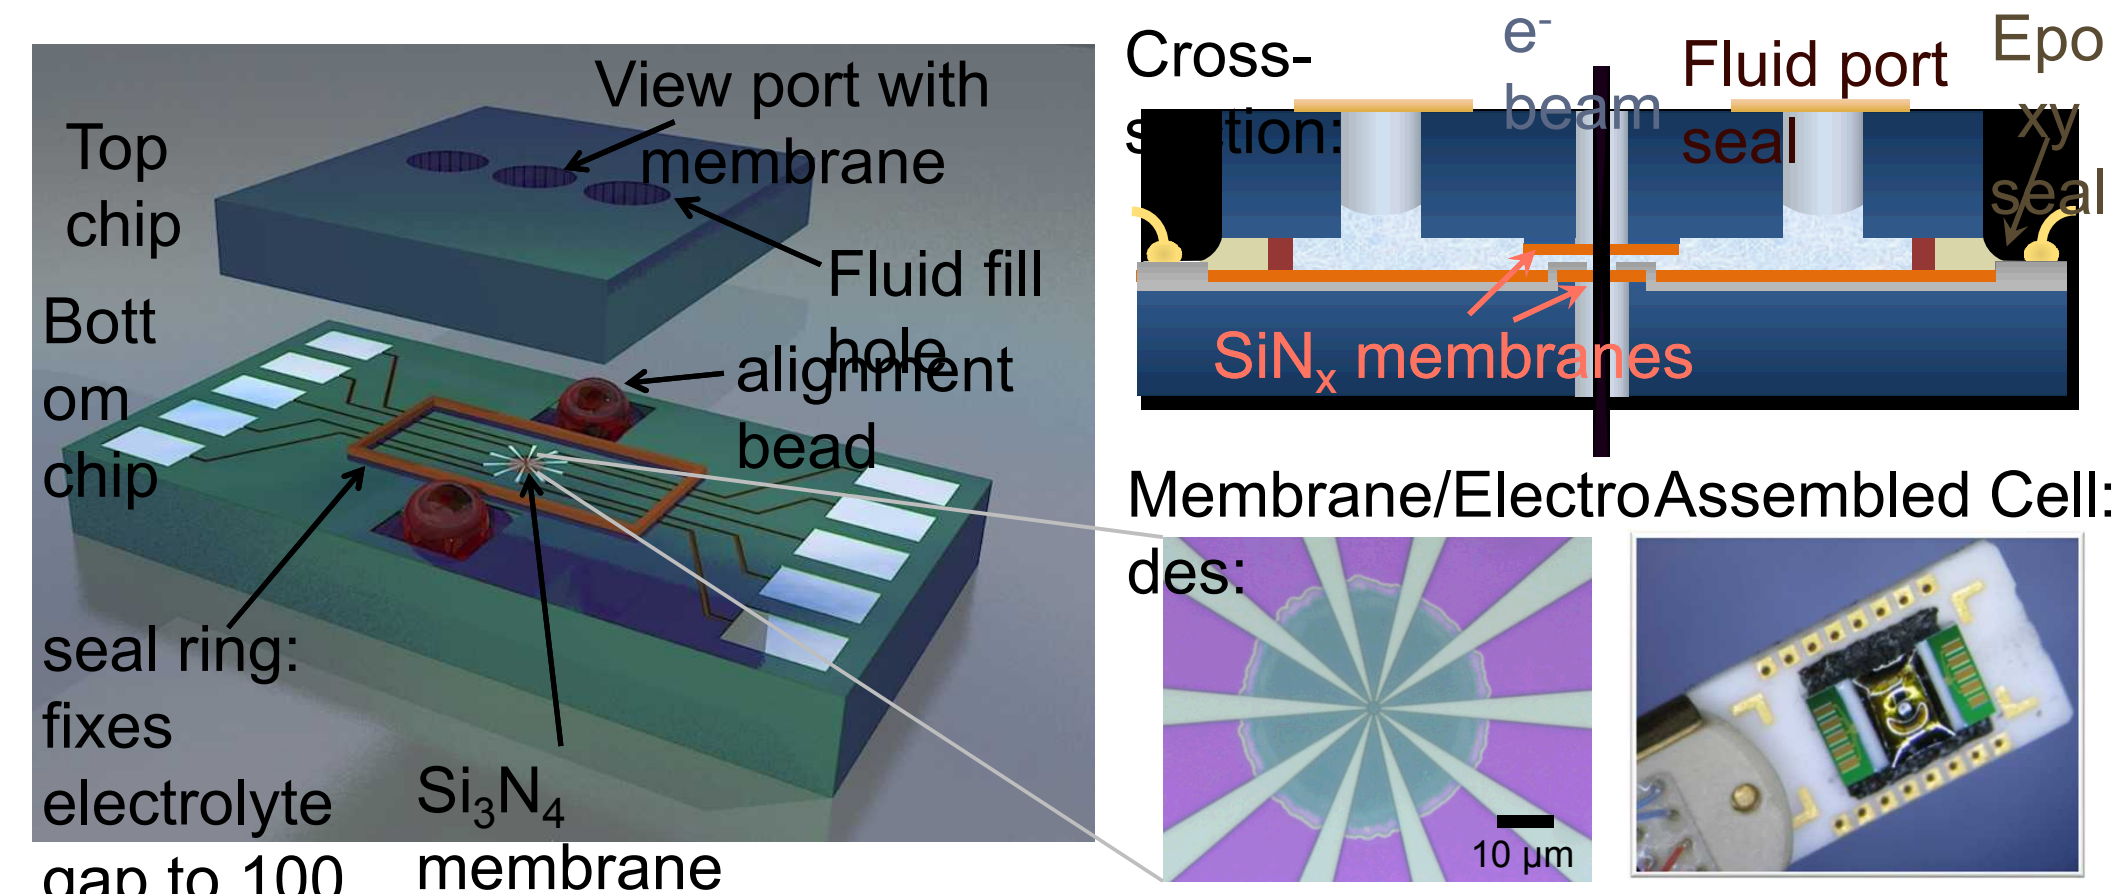 Top
chip
View port with
membrane
Fluid fill
hole
Bott
om
chip
alignment
bead
seal ring:
fixes
electrolyte
gap to 100
Si₃N₄
membrane
Cross-
section:
e⁻
beam
Fluid port
seal
Epo
xy
seal
SiNₓ membranes
Membrane/Electro
des:
Assembled Cell:
10 µm